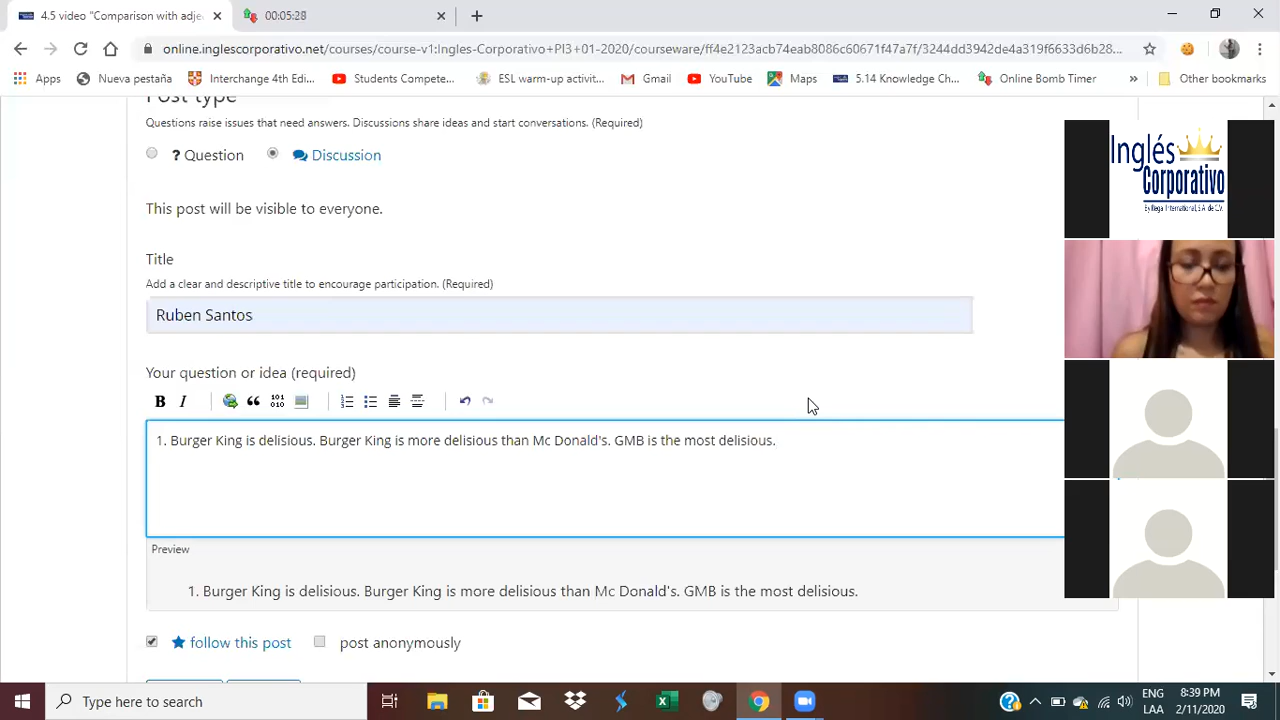 4.5 video "Comparison with adje
00:05:28
online.inglescorporativo.net/courses/course-v1:Ingles-Corporativo+PI3+01-2020/courseware/ff4e2123acb74eab8086c60671f47a7f/3244dd3942de4a319f6633d6b28...
Apps
Nueva pestaña
Interchange 4th Edi...
Students Compete...
ESL warm-up activit...
Gmail
YouTube
Maps
5.14 Knowledge Ch...
Online Bomb Timer
»
Other bookmarks
Post type
Questions raise issues that need answers. Discussions share ideas and start conversations. (Required)
? Question
Discussion
This post will be visible to everyone.
Title
Add a clear and descriptive title to encourage participation. (Required)
Ruben Santos
Your question or idea (required)
B I
1. Burger King is delisious. Burger King is more delisious than Mc Donald's. GMB is the most delisious.
Preview
1. Burger King is delisious. Burger King is more delisious than Mc Donald's. GMB is the most delisious.
follow this post
post anonymously
Inglés
Corporativo
Type here to search
ENG
LAA
8:39 PM
2/11/2020